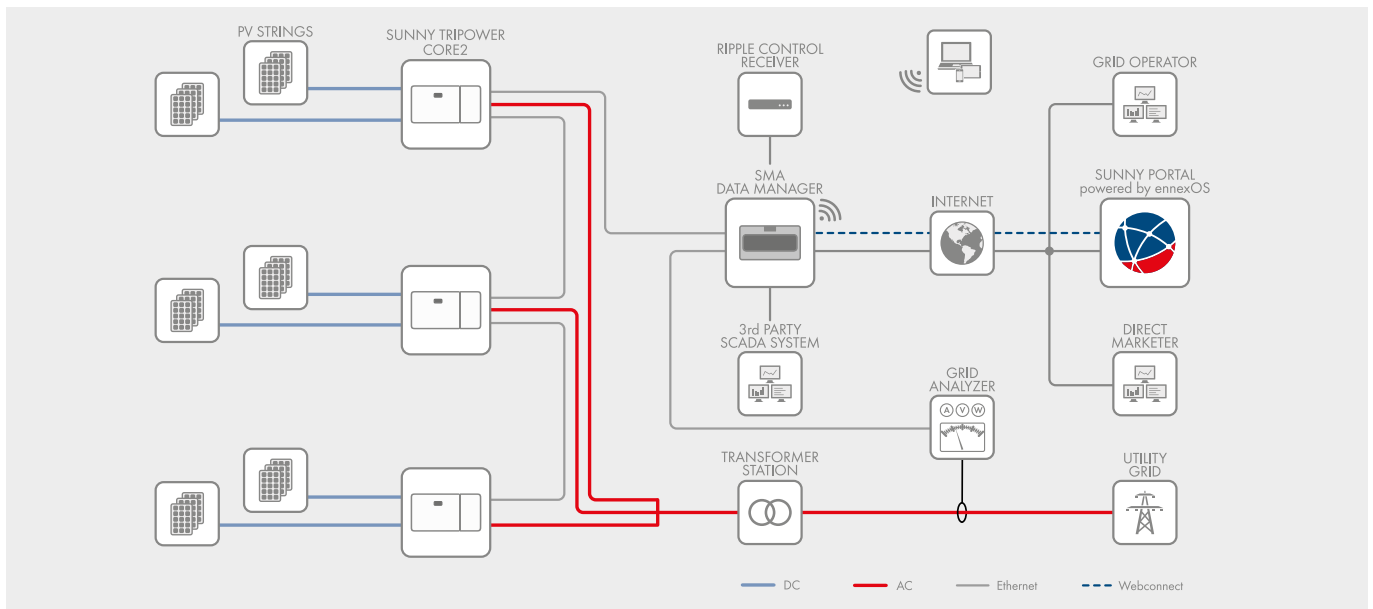 PV STRINGS
SUNNY TRIPOWER
CORE2
RIPPLE CONTROL
RECEIVER
GRID OPERATOR
SMA
DATA MANAGER
INTERNET
SUNNY PORTAL
powered by ennexOS
3rd PARTY
SCADA SYSTEM
DIRECT
MARKETER
GRID
ANALYZER
A V W
TRANSFORMER
STATION
UTILITY
GRID
DC
AC
Ethernet
Webconnect